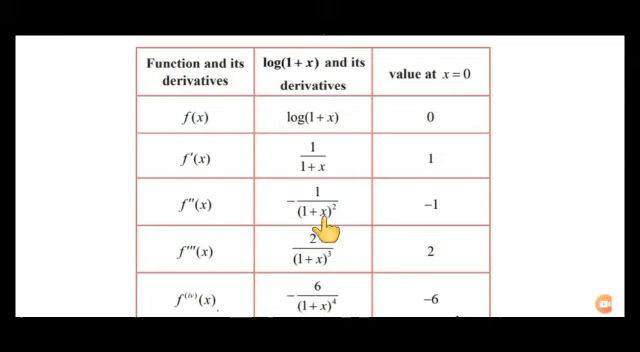 Function and its derivatives | log(1 + x) and its derivatives | value at x = 0
f(x) | log(1 + x) | 0
f'(x) | 1/(1 + x) | 1
f''(x) | −1/(1 + x)² | −1
f'''(x) | 2/(1 + x)³ | 2
f⁽ⁱᵛ⁾(x) | −6/(1 + x)⁴ | −6